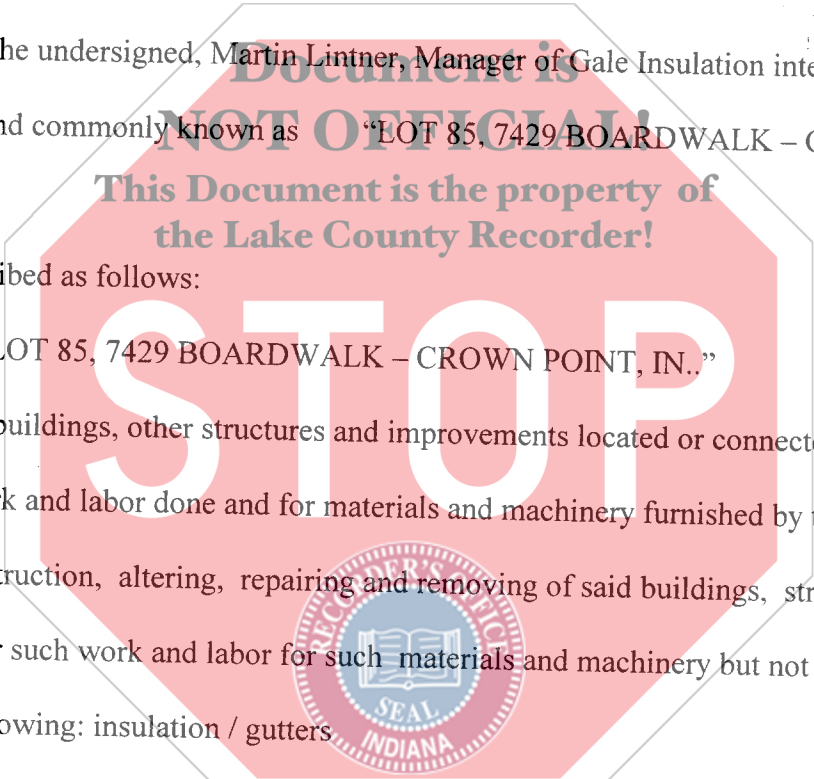 he undersigned, Martin Lintner, Manager of Gale Insulation inte
Document is
nd commonly known as "LOT 85, 7429 BOARDWALK – C
NOT OFFICIAL!
This Document is the property of
the Lake County Recorder!
ibed as follows:
LOT 85, 7429 BOARDWALK – CROWN POINT, IN.."
STOP
buildings, other structures and improvements located or connecte
k and labor done and for materials and machinery furnished by t
truction, altering, repairing and removing of said buildings, str
r such work and labor for such materials and machinery but not
owing: insulation / gutters
RECORDER'S OFFICE
SEAL
INDIANA